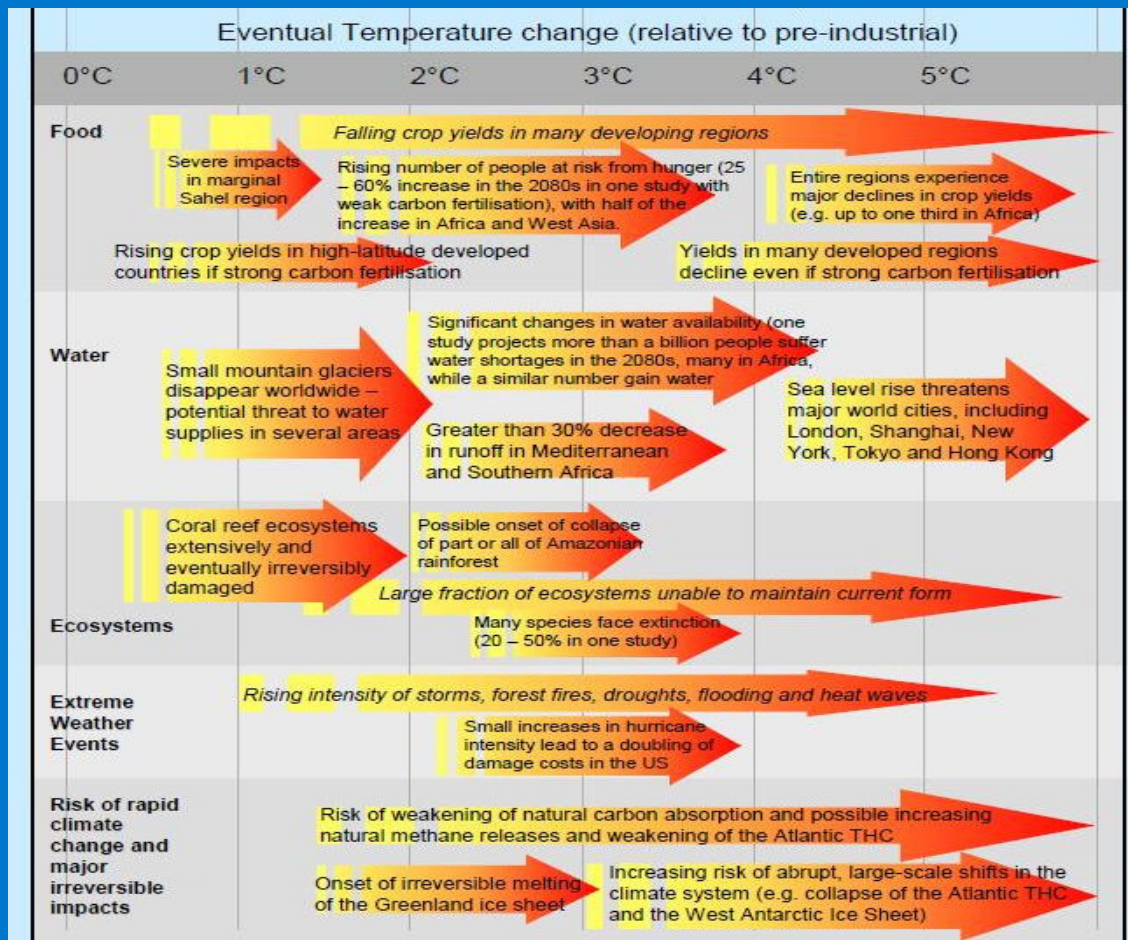 Eventual Temperature change (relative to pre-industrial)
0°C 1°C 2°C 3°C 4°C 5°C
Food
Falling crop yields in many developing regions
Severe impacts
in marginal
Sahel region
Rising number of people at risk from hunger (25
– 60% increase in the 2080s in one study with
weak carbon fertilisation), with half of the
increase in Africa and West Asia.
Entire regions experience
major declines in crop yields
(e.g. up to one third in Africa)
Rising crop yields in high-latitude developed
countries if strong carbon fertilisation
Yields in many developed regions
decline even if strong carbon fertilisation
Water
Small mountain glaciers
disappear worldwide –
potential threat to water
supplies in several areas
Significant changes in water availability (one
study projects more than a billion people suffer
water shortages in the 2080s, many in Africa,
while a similar number gain water
Greater than 30% decrease
in runoff in Mediterranean
and Southern Africa
Sea level rise threatens
major world cities, including
London, Shanghai, New
York, Tokyo and Hong Kong
Ecosystems
Coral reef ecosystems
extensively and
eventually irreversibly
damaged
Possible onset of collapse
of part or all of Amazonian
rainforest
Large fraction of ecosystems unable to maintain current form
Many species face extinction
(20 – 50% in one study)
Extreme
Weather
Events
Rising intensity of storms, forest fires, droughts, flooding and heat waves
Small increases in hurricane
intensity lead to a doubling of
damage costs in the US
Risk of rapid
climate
change and
major
irreversible
impacts
Risk of weakening of natural carbon absorption and possible increasing
natural methane releases and weakening of the Atlantic THC
Onset of irreversible melting
of the Greenland ice sheet
Increasing risk of abrupt, large-scale shifts in the
climate system (e.g. collapse of the Atlantic THC
and the West Antarctic Ice Sheet)